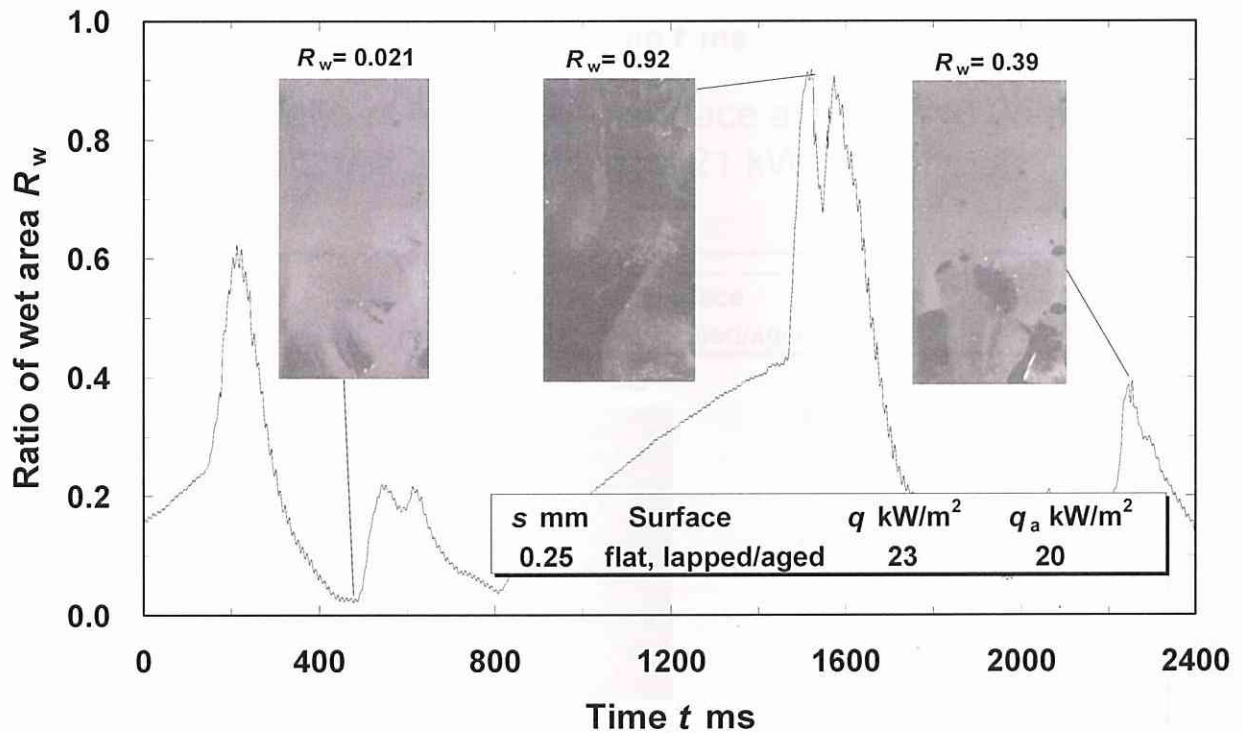 R_w= 0.021
R_w= 0.92
R_w= 0.39
Ratio of wet area R_w
1.0
0.8
0.6
0.4
0.2
0.0
s mm Surface q kW/m² q_a kW/m²
0.25 flat, lapped/aged 23 20
0 400 800 1200 1600 2000 2400
Time t ms